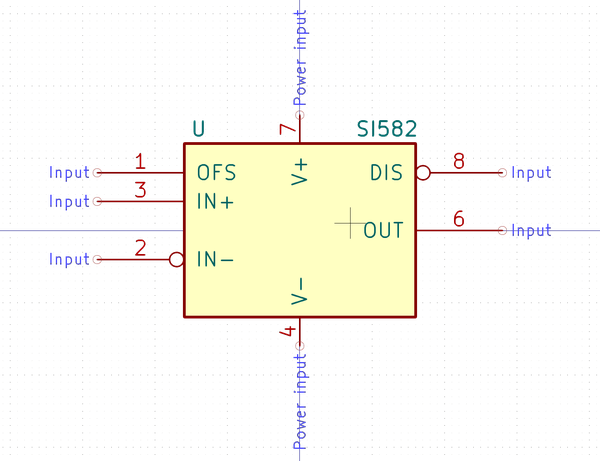 Power input
7
U
SI582
V+
Input
1
OFS
DIS
8
Input
Input
3
IN+
OUT
6
Input
Input
2
IN-
V-
4
Power input